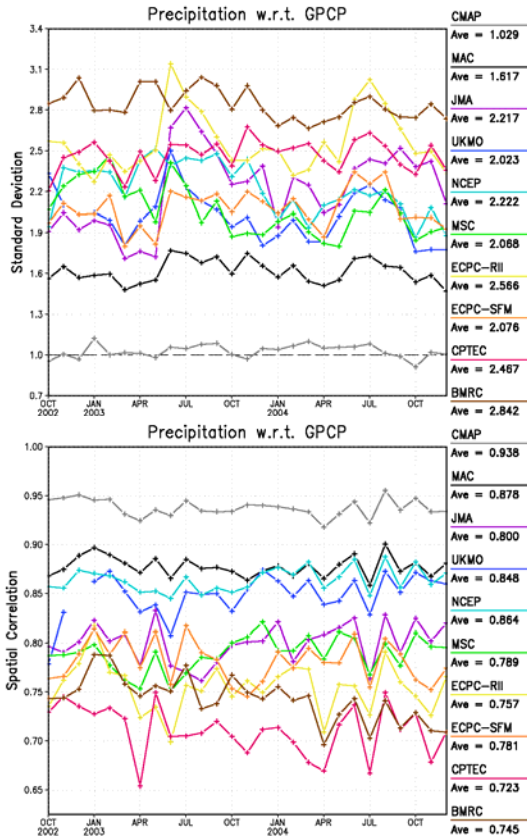 Precipitation w.r.t. GPCP
3.4
3.1
2.8
2.5
2.2
1.9
1.6
1.3
1.0
0.7
Standard Deviation
OCT
2002
JAN
2003
APR
JUL
OCT
JAN
2004
APR
JUL
OCT
CMAP
Ave = 1.029
MAC
Ave = 1.617
JMA
Ave = 2.217
UKMO
Ave = 2.023
NCEP
Ave = 2.222
MSC
Ave = 2.068
ECPC-RII
Ave = 2.566
ECPC-SFM
Ave = 2.076
CPTEC
Ave = 2.467
BMRC
Ave = 2.842
Precipitation w.r.t. GPCP
1.00
0.95
0.90
0.85
0.80
0.75
0.70
0.65
Spatial Correlation
OCT
2002
JAN
2003
APR
JUL
OCT
JAN
2004
APR
JUL
OCT
CMAP
Ave = 0.938
MAC
Ave = 0.878
JMA
Ave = 0.800
UKMO
Ave = 0.848
NCEP
Ave = 0.864
MSC
Ave = 0.789
ECPC-RII
Ave = 0.757
ECPC-SFM
Ave = 0.781
CPTEC
Ave = 0.723
BMRC
Ave = 0.745